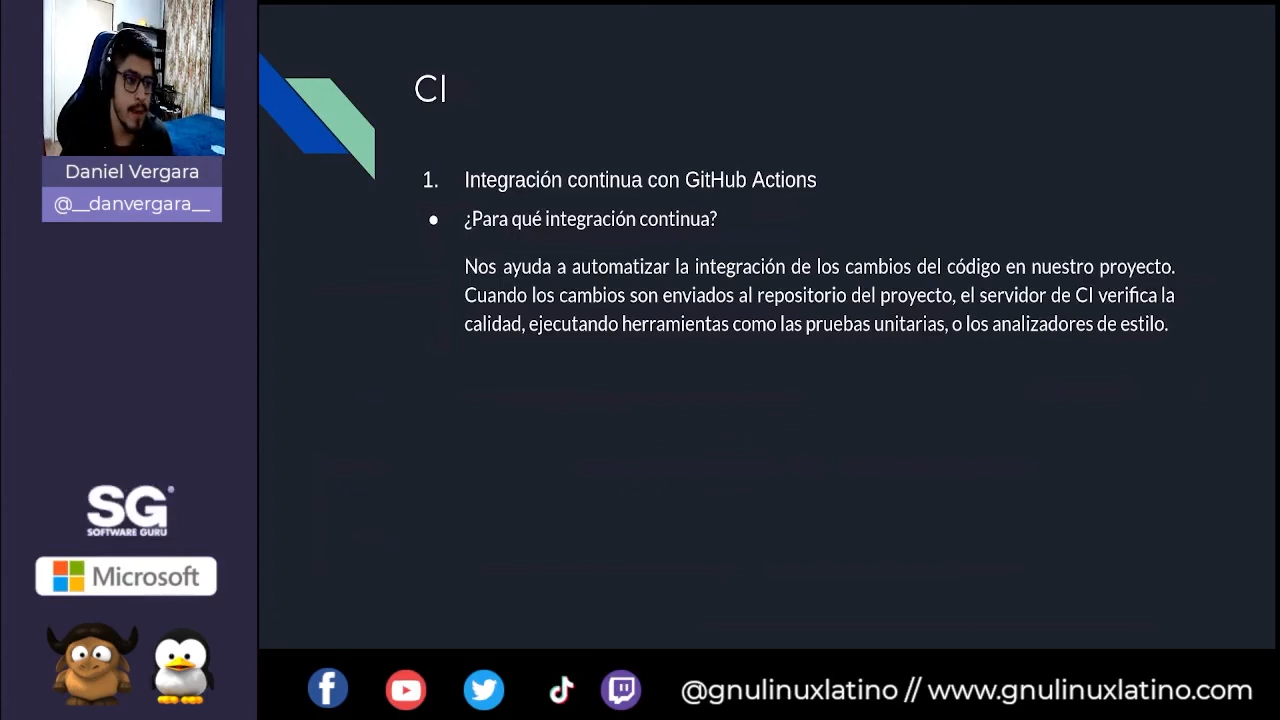 Daniel Vergara
@__danvergara__
SG
SOFTWARE GURU
Microsoft
CI
1. Integración continua con GitHub Actions
● ¿Para qué integración continua?
Nos ayuda a automatizar la integración de los cambios del código en nuestro proyecto.
Cuando los cambios son enviados al repositorio del proyecto, el servidor de CI verifica la
calidad, ejecutando herramientas como las pruebas unitarias, o los analizadores de estilo.
@gnulinuxlatino // www.gnulinuxlatino.com